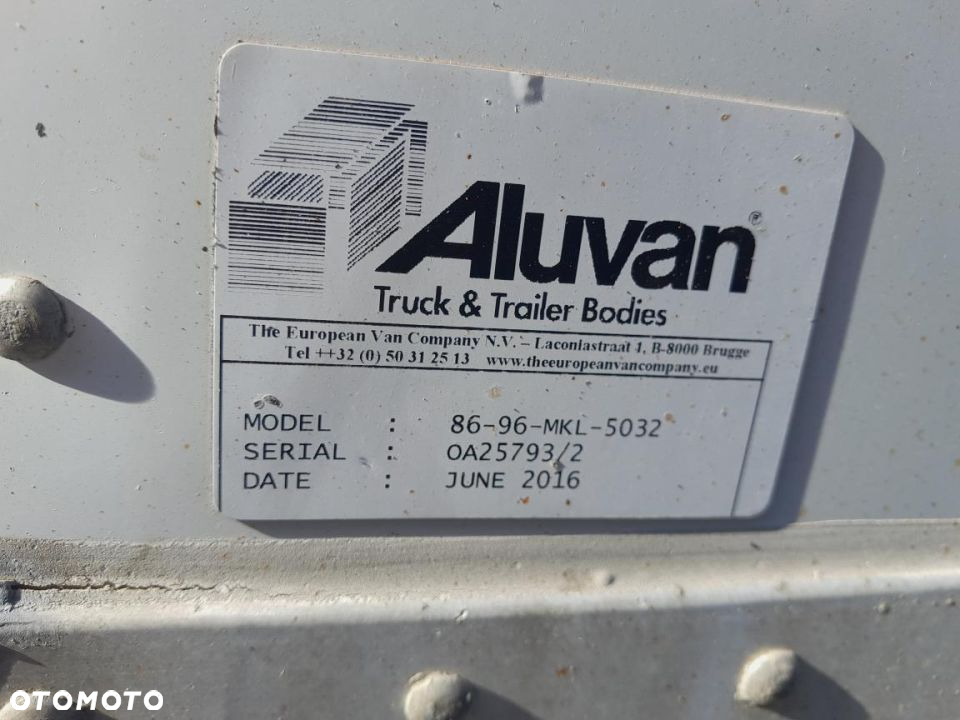 Aluvan®
Truck & Trailer Bodies
The European Van Company N.V. – Laconiastraat 4, B-8000 Brugge
Tel ++32 (0) 50 31 25 13 www.theeuropeanvancompany.eu
MODEL : 86-96-MKL-5032
SERIAL : OA25793/2
DATE : JUNE 2016
OTOMOTO